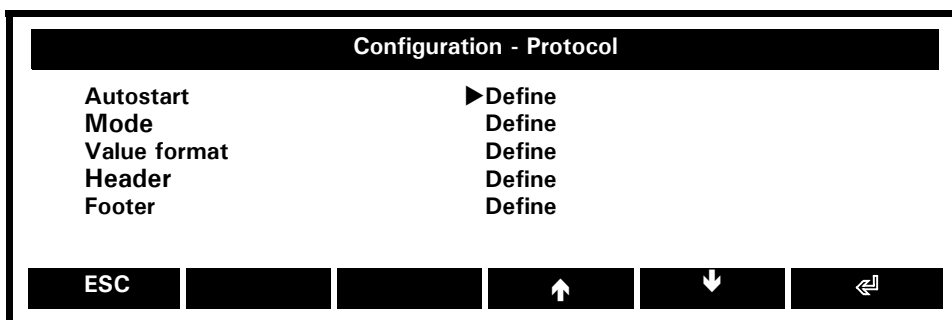 Configuration - Protocol
Autostart ▶Define
Mode Define
Value format Define
Header Define
Footer Define
ESC